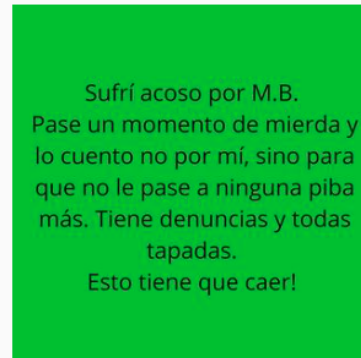 Sufrí acoso por M.B.
Pase un momento de mierda y
lo cuento no por mí, sino para
que no le pase a ninguna piba
más. Tiene denuncias y todas
tapadas.
Esto tiene que caer!